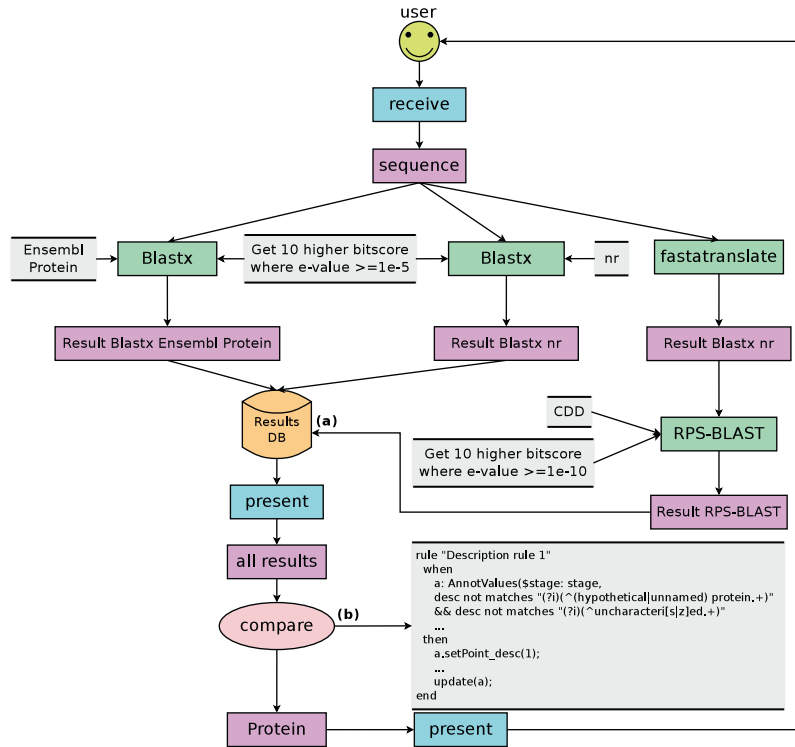 user
receive
sequence
Ensembl
Protein
Blastx
Get 10 higher bitscore
where e-value >=1e-5
Blastx
nr
fastatranslate
Result Blastx Ensembl Protein
Result Blastx nr
Result Blastx nr
Results
DB
(a)
CDD
RPS-BLAST
Get 10 higher bitscore
where e-value >=1e-10
present
Result RPS-BLAST
all results
compare
(b)
rule "Description rule 1"
when
a: AnnotValues($stage: stage,
desc not matches "(?i)(^(hypothetical|unnamed) protein.+)"
&& desc not matches "(?i)(^uncharacteri[s|z]ed.+)"
...
then
a.setPoint_desc(1);
...
update(a);
end
Protein
present